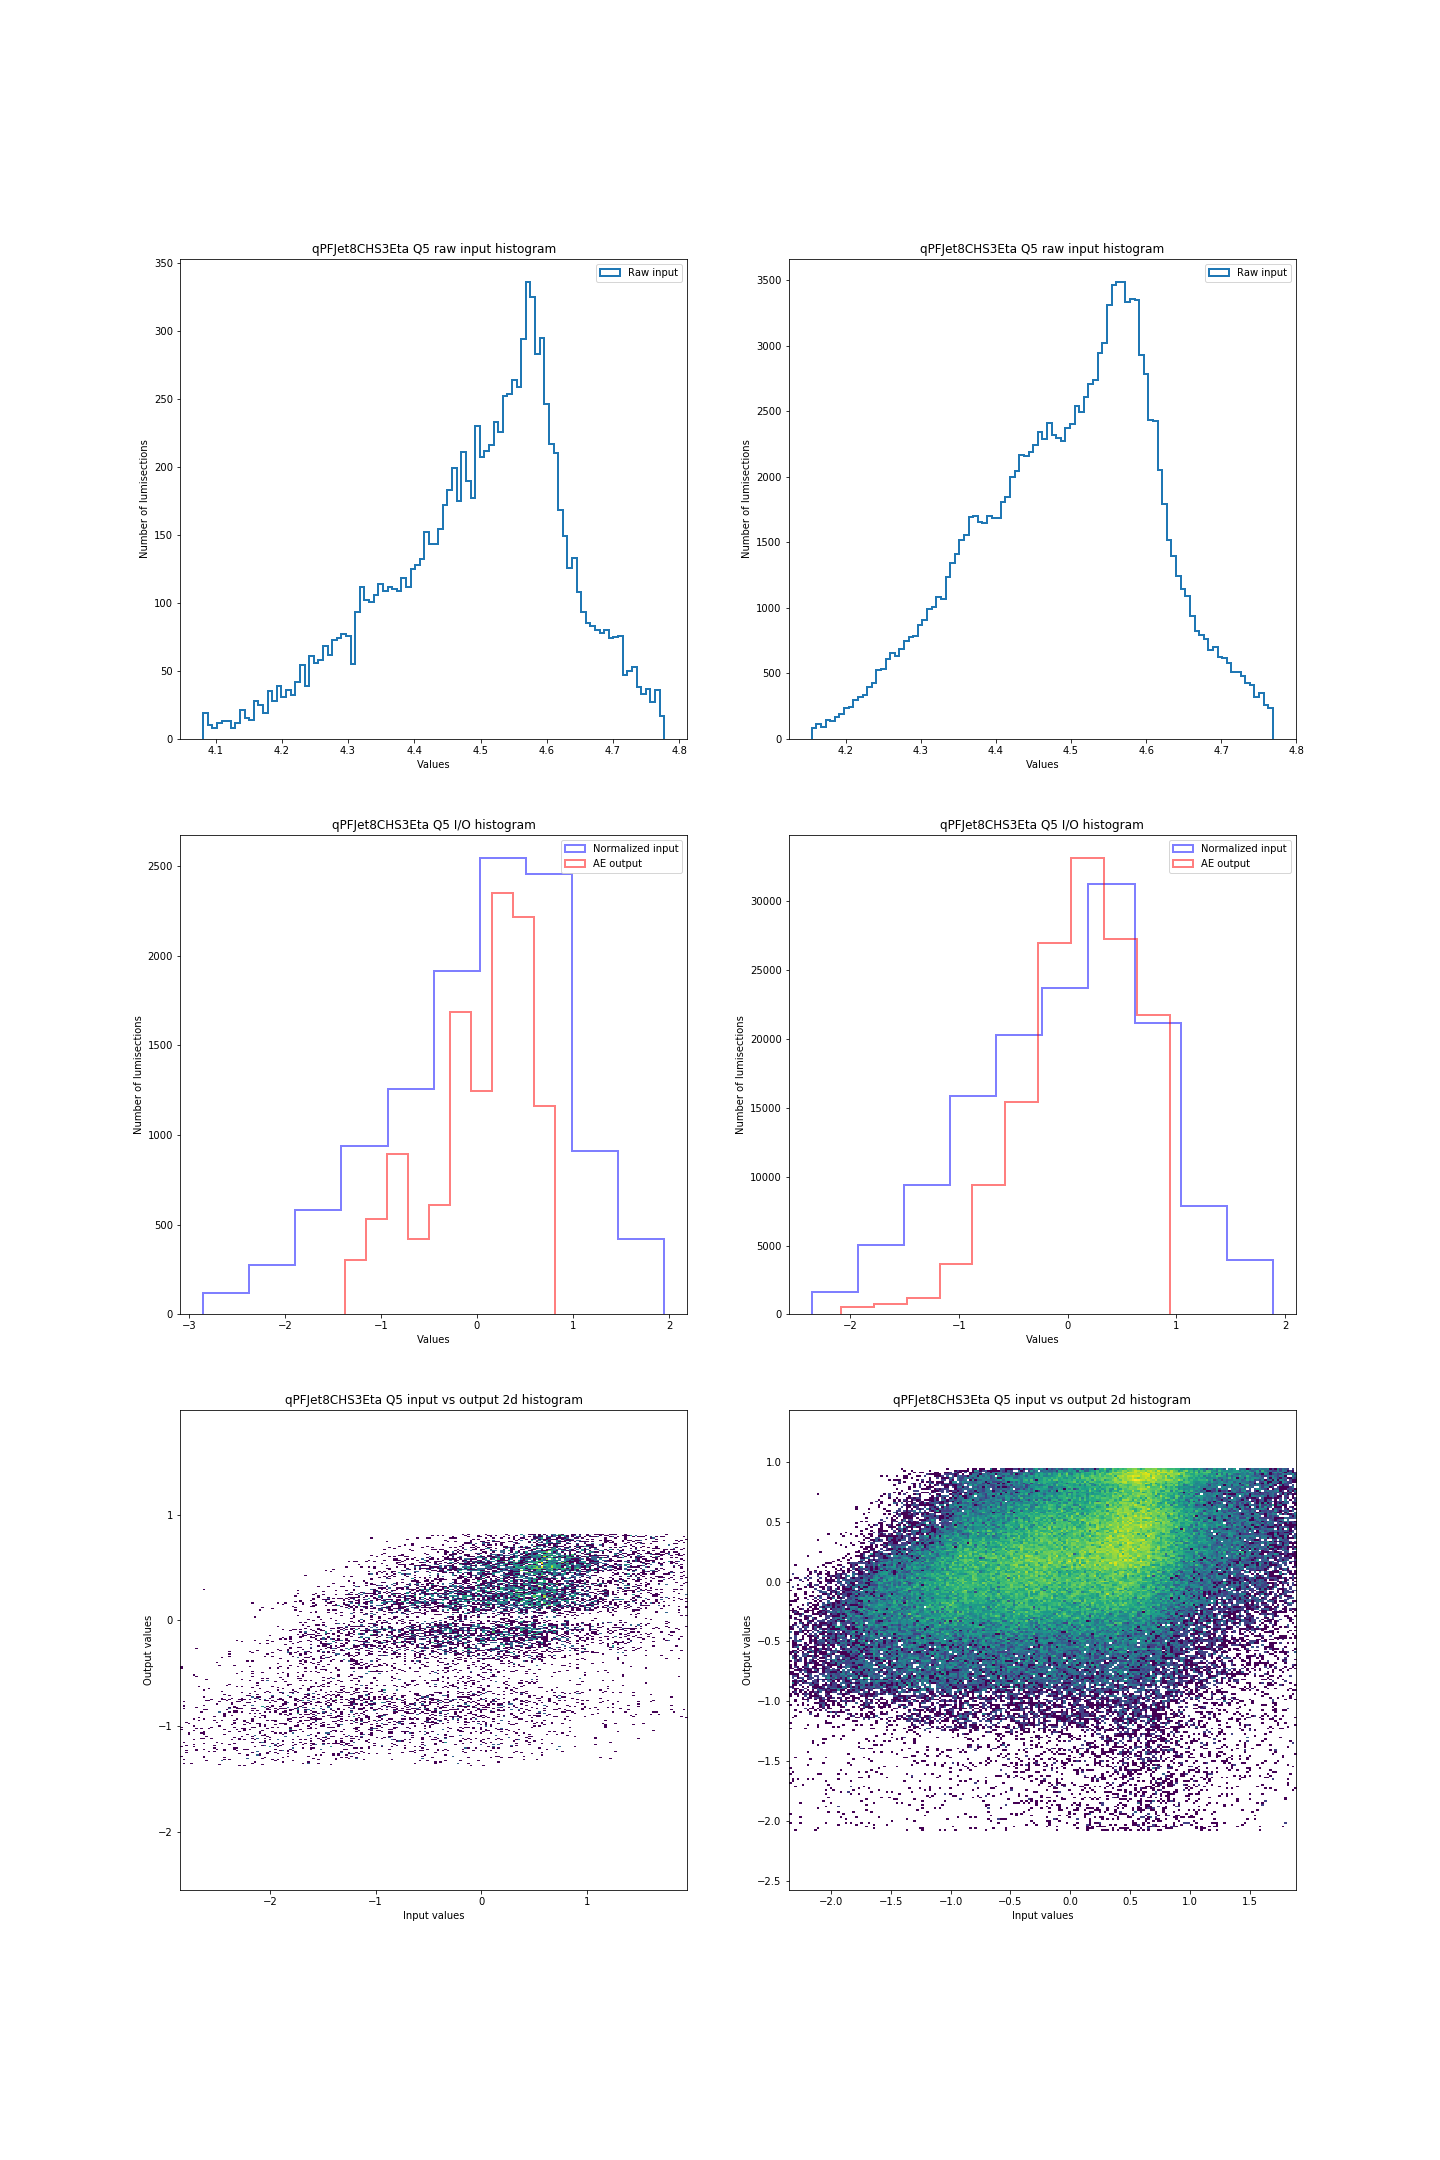 qPFJet8CHS3Eta Q5 raw input histogram
Raw input
350
300
250
200
150
100
50
0
Number of lumisections
4.1 4.2 4.3 4.4 4.5 4.6 4.7 4.8
Values
qPFJet8CHS3Eta Q5 raw input histogram
Raw input
3500
3000
2500
2000
1500
1000
500
0
Number of lumisections
4.2 4.3 4.4 4.5 4.6 4.7 4.8
Values
qPFJet8CHS3Eta Q5 I/O histogram
Normalized input
AE output
2500
2000
1500
1000
500
0
Number of lumisections
−3 −2 −1 0 1 2
Values
qPFJet8CHS3Eta Q5 I/O histogram
Normalized input
AE output
30000
25000
20000
15000
10000
5000
0
Number of lumisections
−2 −1 0 1 2
Values
qPFJet8CHS3Eta Q5 input vs output 2d histogram
1
0
−1
−2
Output values
−2 −1 0 1
Input values
qPFJet8CHS3Eta Q5 input vs output 2d histogram
1.0
0.5
0.0
−0.5
−1.0
−1.5
−2.0
−2.5
Output values
−2.0 −1.5 −1.0 −0.5 0.0 0.5 1.0 1.5
Input values